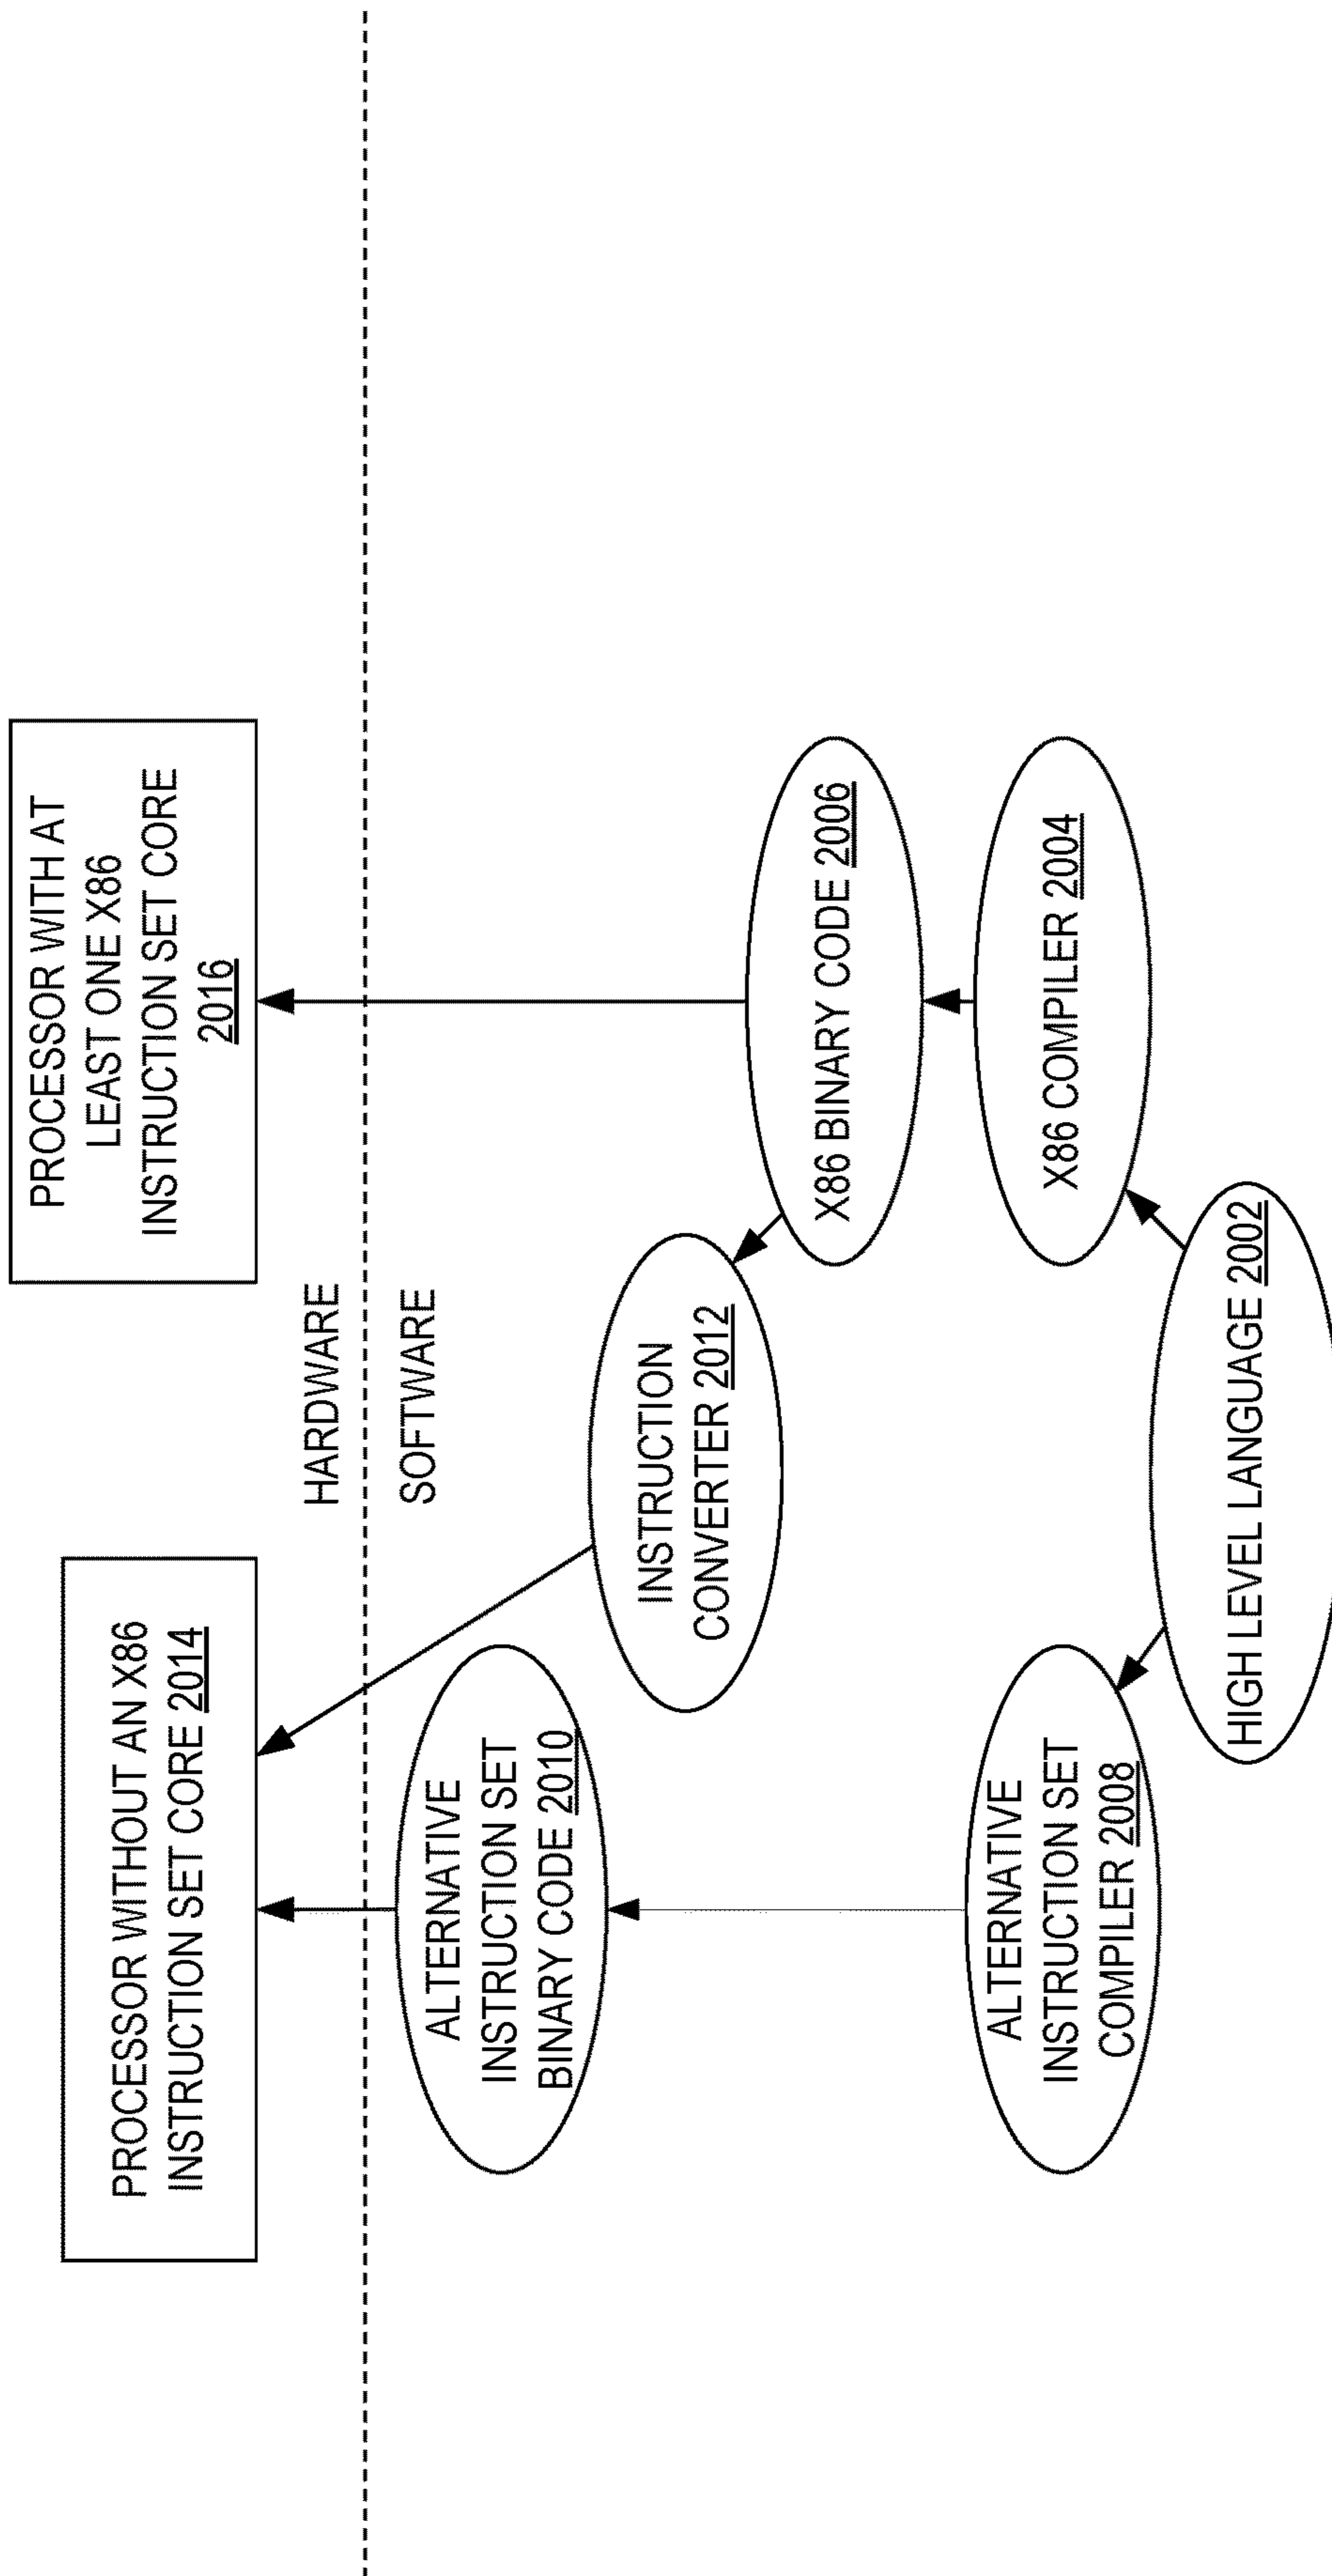 PROCESSOR WITHOUT AN X86
INSTRUCTION SET CORE 2014
PROCESSOR WITH AT
LEAST ONE X86
INSTRUCTION SET CORE
2016
HARDWARE
SOFTWARE
ALTERNATIVE
INSTRUCTION SET
BINARY CODE 2010
INSTRUCTION
CONVERTER 2012
X86 BINARY CODE 2006
ALTERNATIVE
INSTRUCTION SET
COMPILER 2008
X86 COMPILER 2004
HIGH LEVEL LANGUAGE 2002